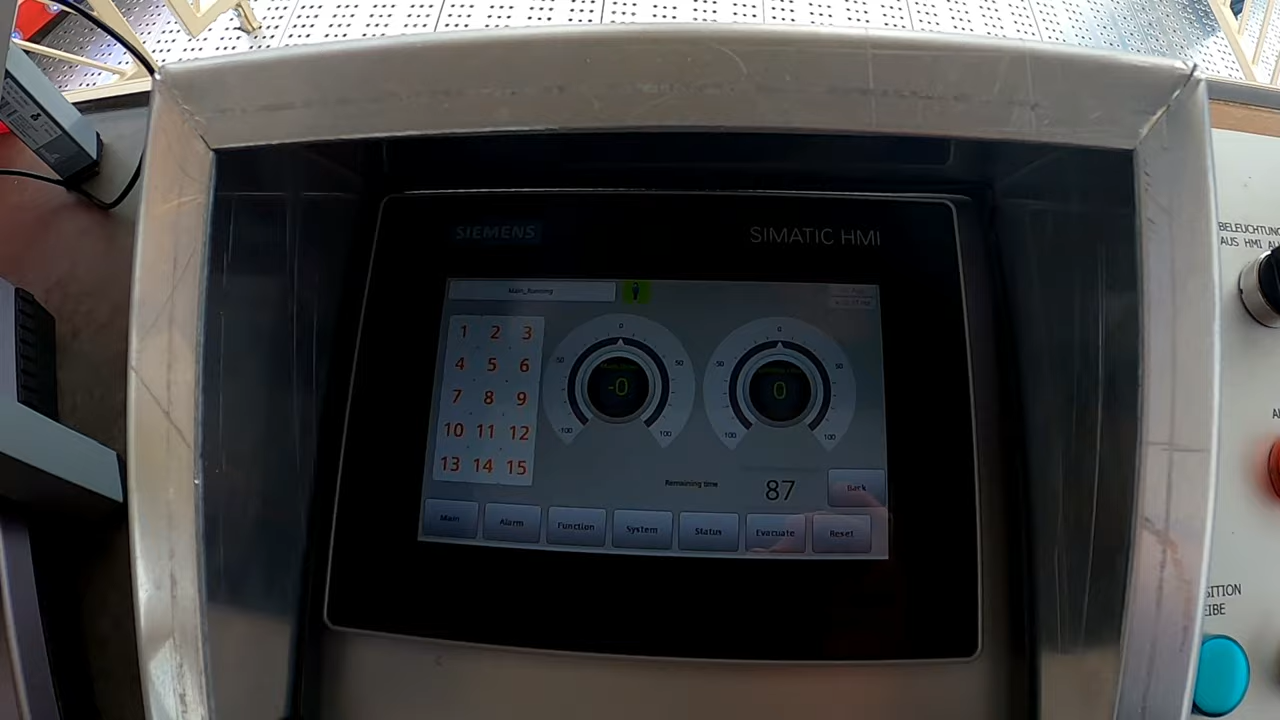 BELEUCHTUNG
AUS HMI A
SIEMENS
SIMATIC HMI
Main_Running
1 2 3
4 5 6
7 8 9
10 11 12
13 14 15
-100 -50 0 50 100
-0
-100 -50 0 50 100
0
Remaining time
87
Back
Main
Alarm
Function
System
Status
Evacuate
Reset
SITION
EIBE